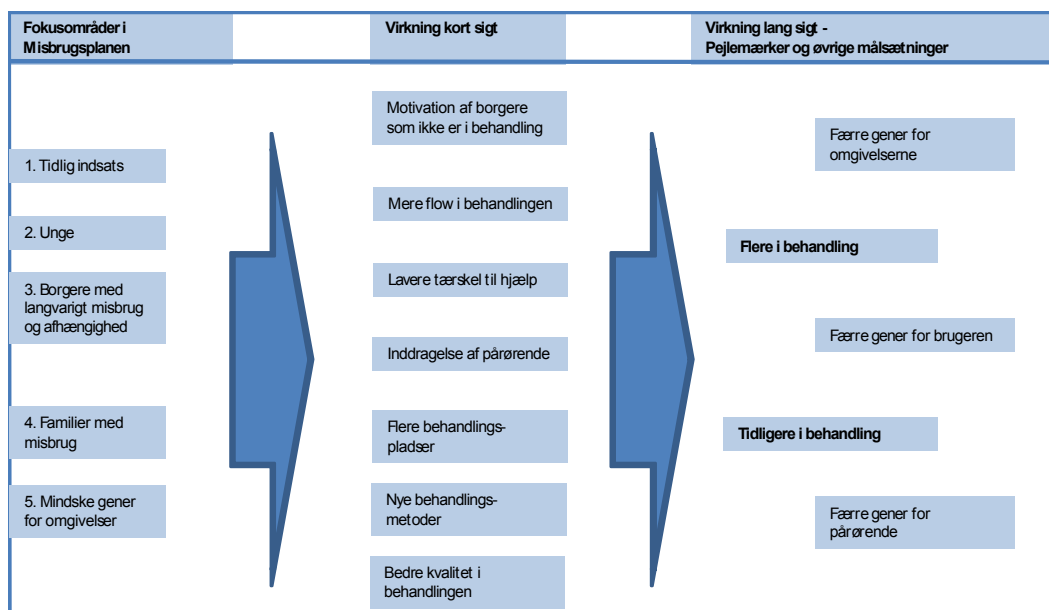 Fokusområder i
Misbrugsplanen
Virkning kort sigt
Virkning lang sigt -
Pejlemærker og øvrige målsætninger
1. Tidlig indsats
2. Unge
3. Borgere med
langvarigt misbrug
og afhængighed
4. Familier med
misbrug
5. Mindske gener
for omgivelser
Motivation af borgere
som ikke er i behandling
Mere flow i behandlingen
Lavere tærskel til hjælp
Inddragelse af pårørende
Flere behandlings-
pladser
Nye behandlings-
metoder
Bedre kvalitet i
behandlingen
Færre gener for
omgivelserne
Flere i behandling
Færre gener for brugeren
Tidligere i behandling
Færre gener for
pårørende